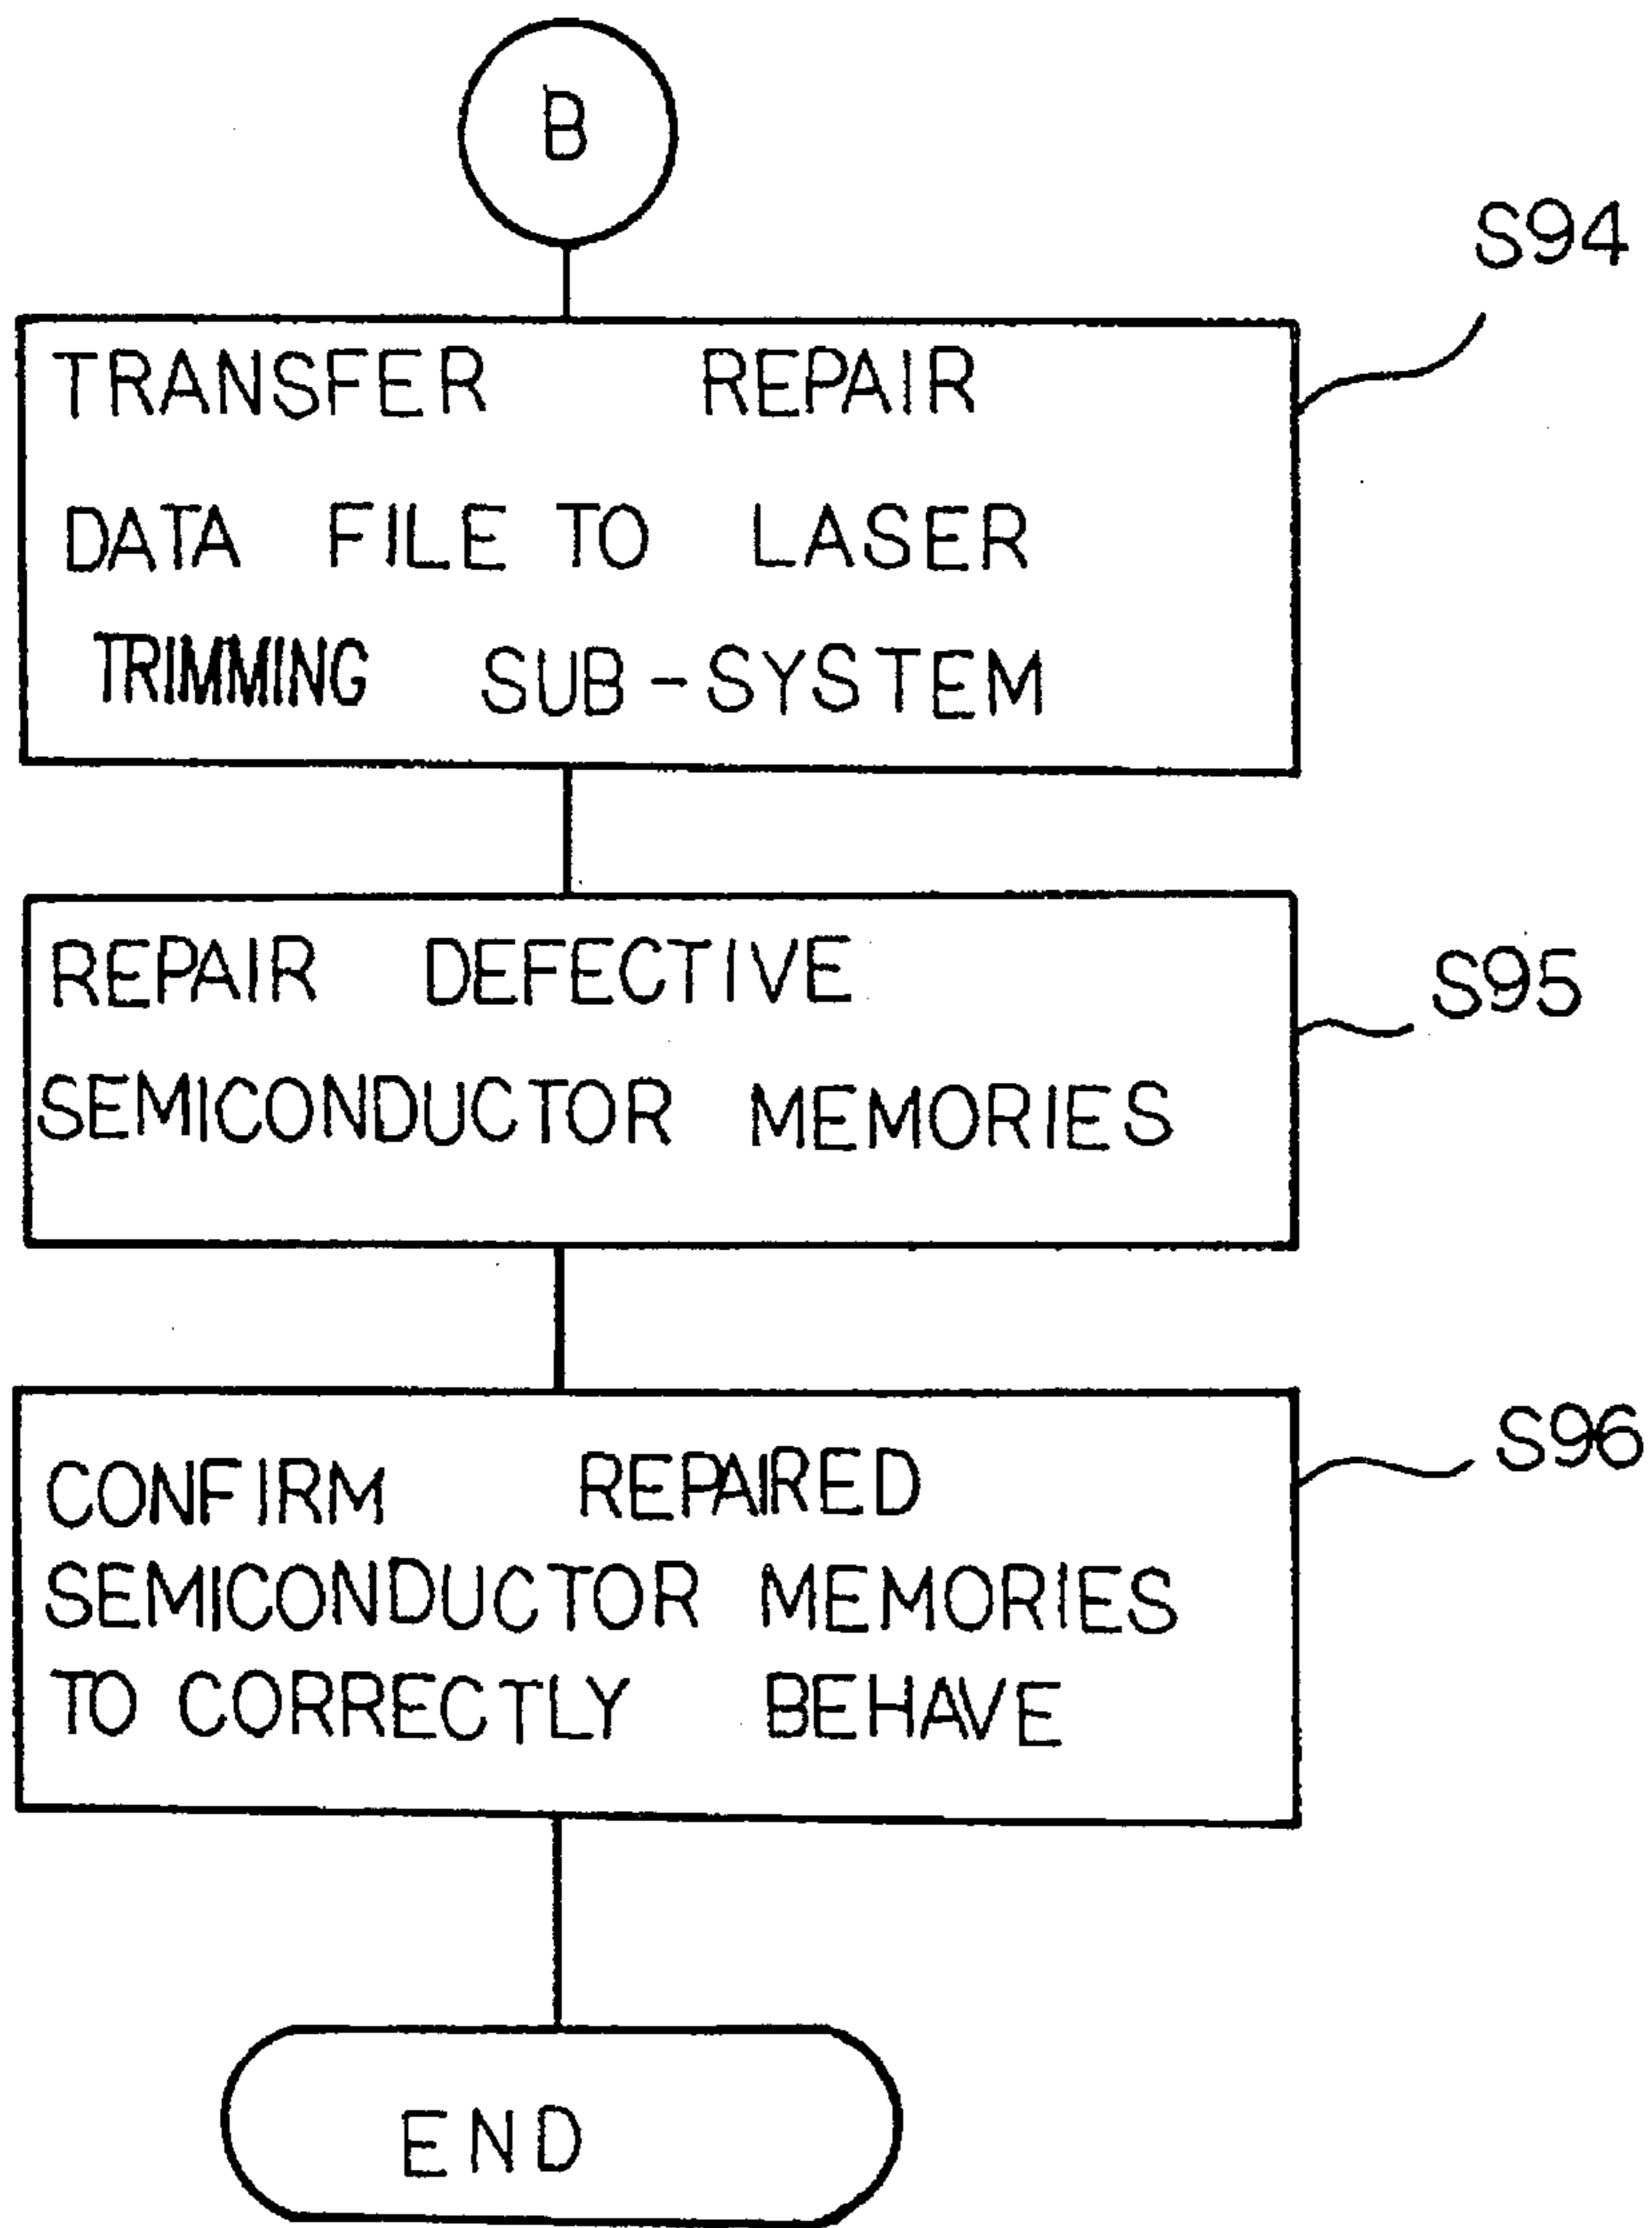 B
S94
TRANSFER REPAIR
DATA FILE TO LASER
TRIMMING SUB-SYSTEM
REPAIR DEFECTIVE
SEMICONDUCTOR MEMORIES
S95
CONFIRM REPAIRED
SEMICONDUCTOR MEMORIES
TO CORRECTLY BEHAVE
S96
END